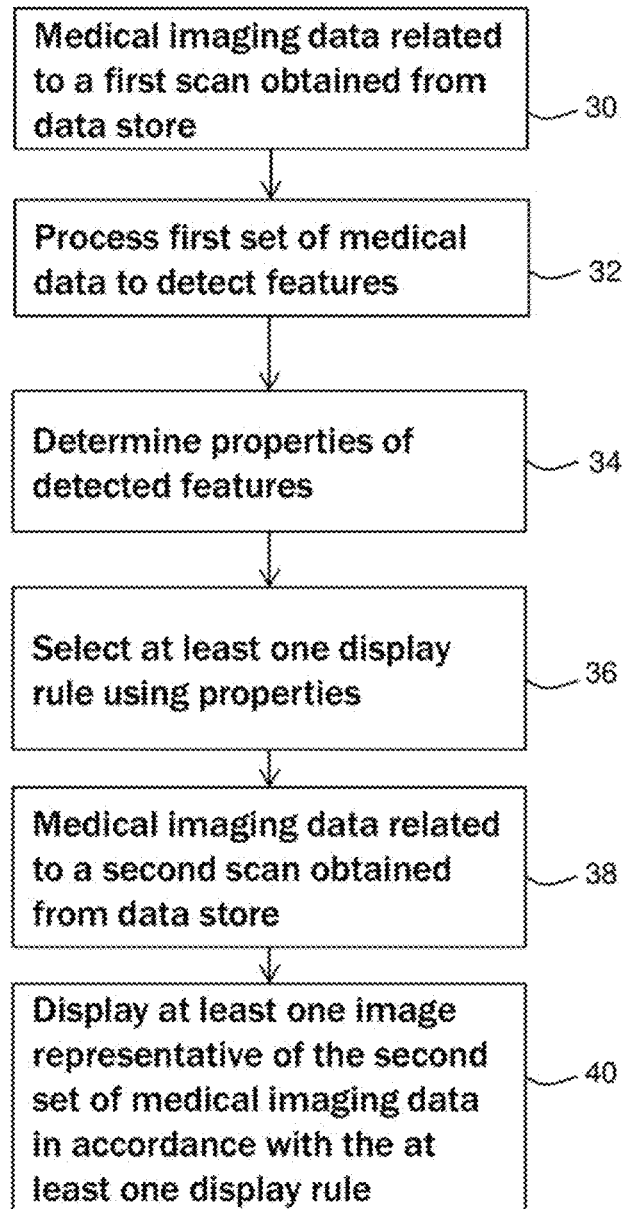 Medical imaging data related
to a first scan obtained from
data store
30
Process first set of medical
data to detect features
32
Determine properties of
detected features
34
Select at least one display
rule using properties
36
Medical imaging data related
to a second scan obtained
from data store
38
Display at least one image
representative of the second
set of medical imaging data
in accordance with the at
least one display rule
40